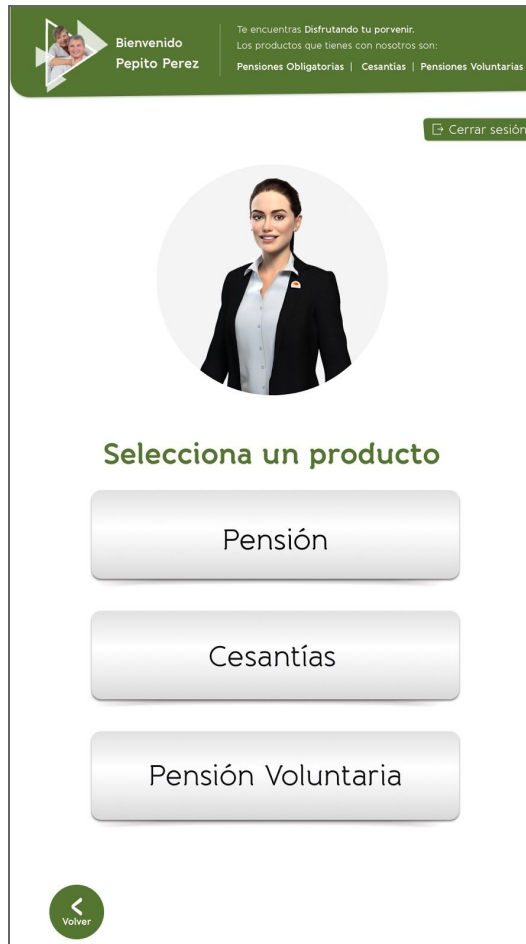 Bienvenido
Pepito Perez
Te encuentras Disfrutando tu porvenir.
Los productos que tienes con nosotros son:
Pensiones Obligatorias | Cesantías | Pensiones Voluntarias
Cerrar sesión
Selecciona un producto
Pensión
Cesantías
Pensión Voluntaria
Volver